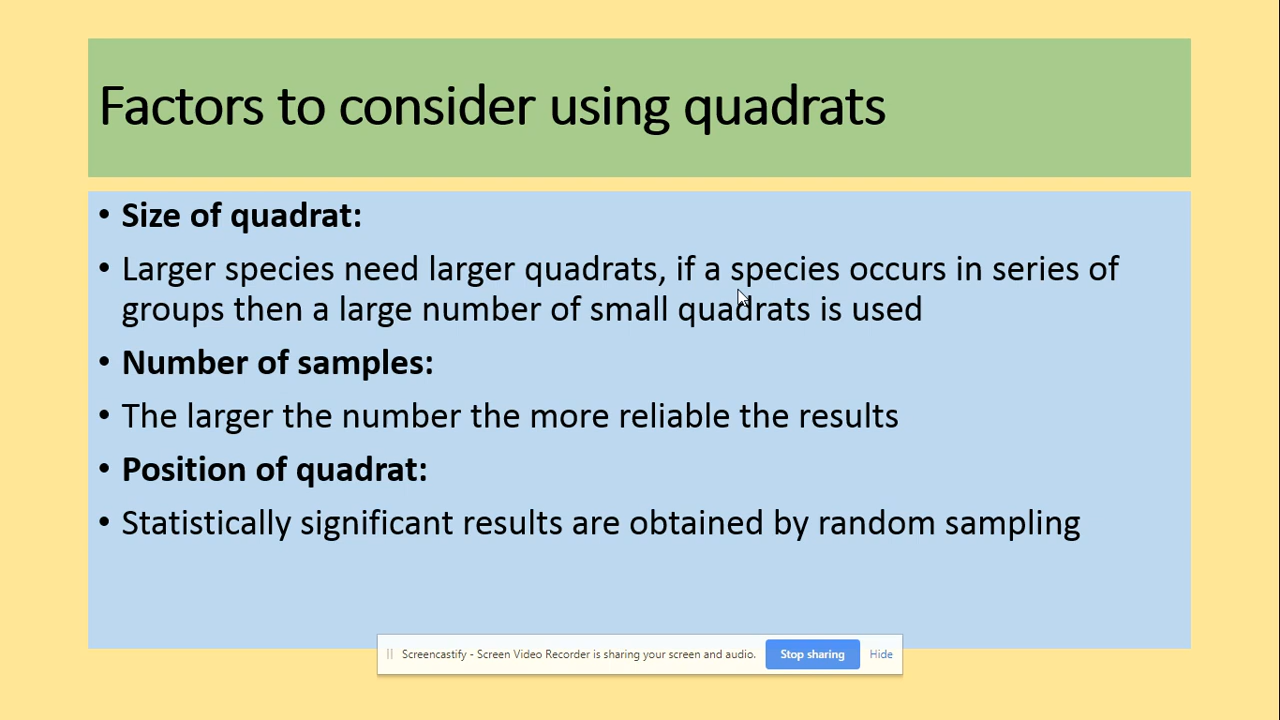 Factors to consider using quadrats
• Size of quadrat:
• Larger species need larger quadrats, if a species occurs in series of
groups then a large number of small quadrats is used
• Number of samples:
• The larger the number the more reliable the results
• Position of quadrat:
• Statistically significant results are obtained by random sampling
Screencastify - Screen Video Recorder is sharing your screen and audio. Stop sharing Hide